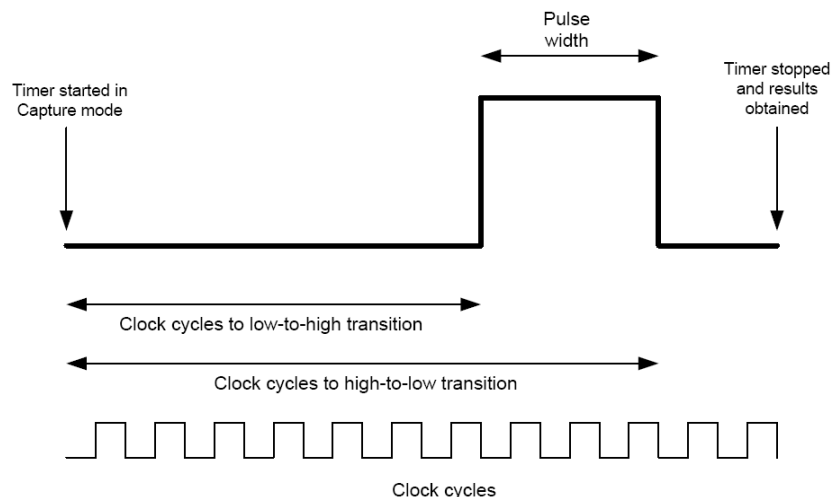 Pulse
width
Timer started in
Capture mode
Timer stopped
and results
obtained
Clock cycles to low-to-high transition
Clock cycles to high-to-low transition
Clock cycles